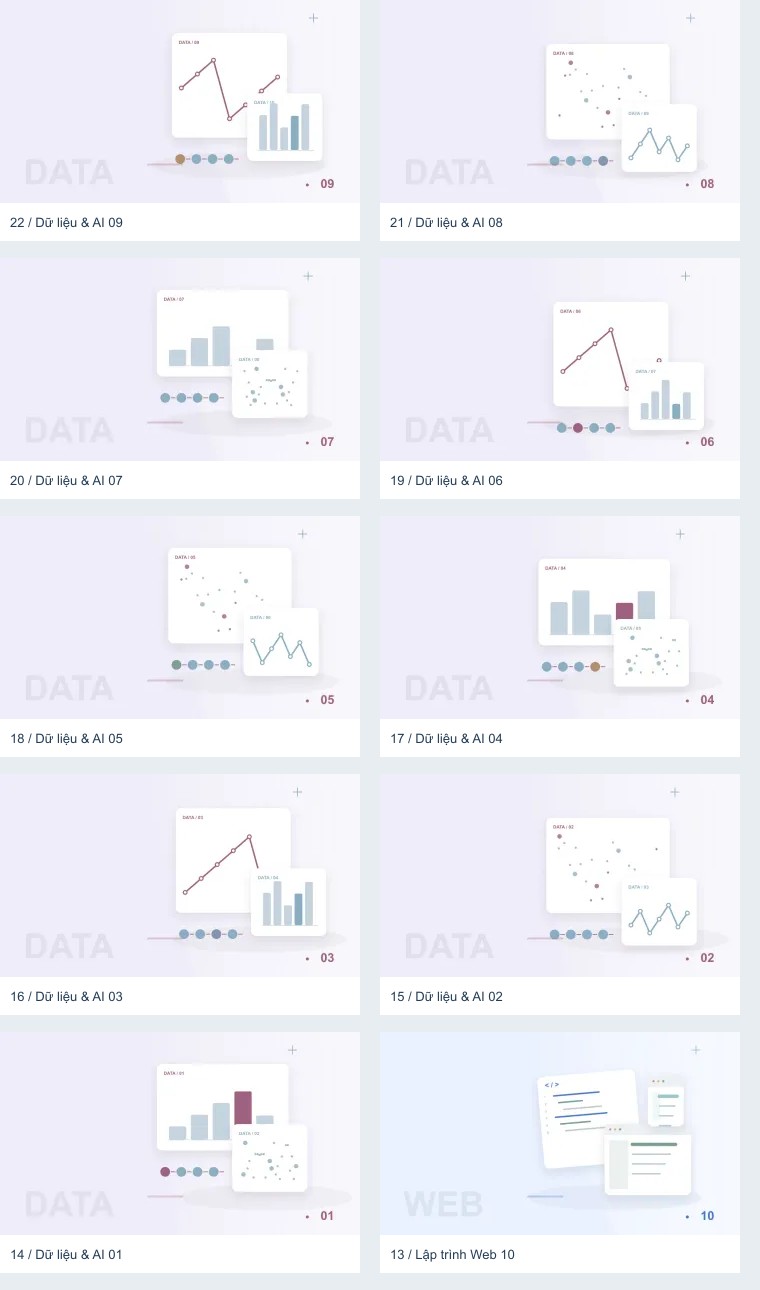 DATA / 09
DATA / 10
DATA
09
22 / Dữ liệu & AI 09
DATA / 08
DATA / 09
DATA
08
21 / Dữ liệu & AI 08
DATA / 07
DATA / 08
DATA
07
20 / Dữ liệu & AI 07
DATA / 06
DATA / 07
DATA
06
19 / Dữ liệu & AI 06
DATA / 05
DATA / 06
DATA
05
18 / Dữ liệu & AI 05
DATA / 04
DATA / 05
DATA
04
17 / Dữ liệu & AI 04
DATA / 03
DATA / 04
DATA
03
16 / Dữ liệu & AI 03
DATA / 02
DATA / 03
DATA
02
15 / Dữ liệu & AI 02
DATA / 01
DATA / 02
DATA
01
14 / Dữ liệu & AI 01
</>
WEB
10
13 / Lập trình Web 10